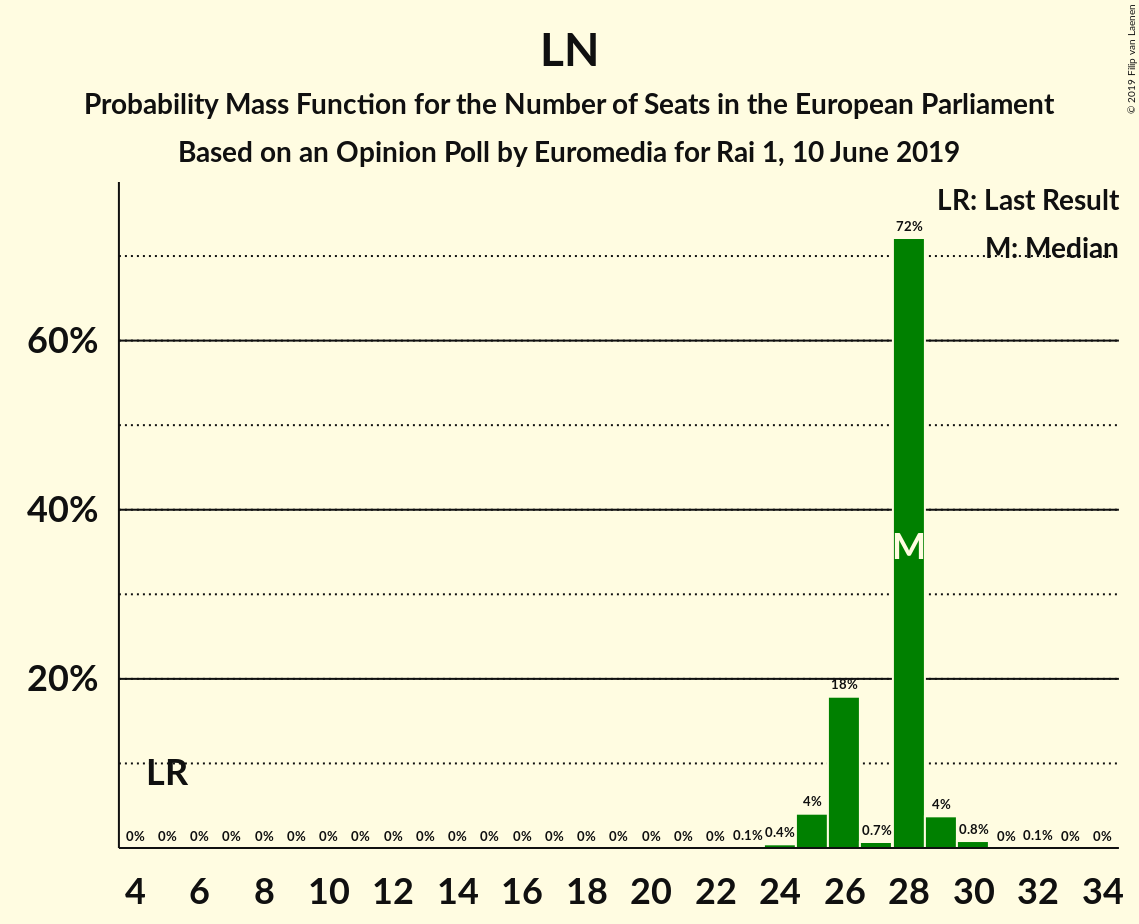 LN
Probability Mass Function for the Number of Seats in the European Parliament
Based on an Opinion Poll by Euromedia for Rai 1, 10 June 2019
© 2019 Filip van Laenen
LR: Last Result
M: Median
72%
60%
40%
M
20%
18%
LR
0% 0% 0% 0% 0% 0% 0% 0% 0% 0% 0% 0% 0% 0% 0% 0% 0% 0% 0% 0.1% 0.4% 4% 0.7% 4% 0.8% 0% 0.1% 0% 0%
4 6 8 10 12 14 16 18 20 22 24 26 28 30 32 34